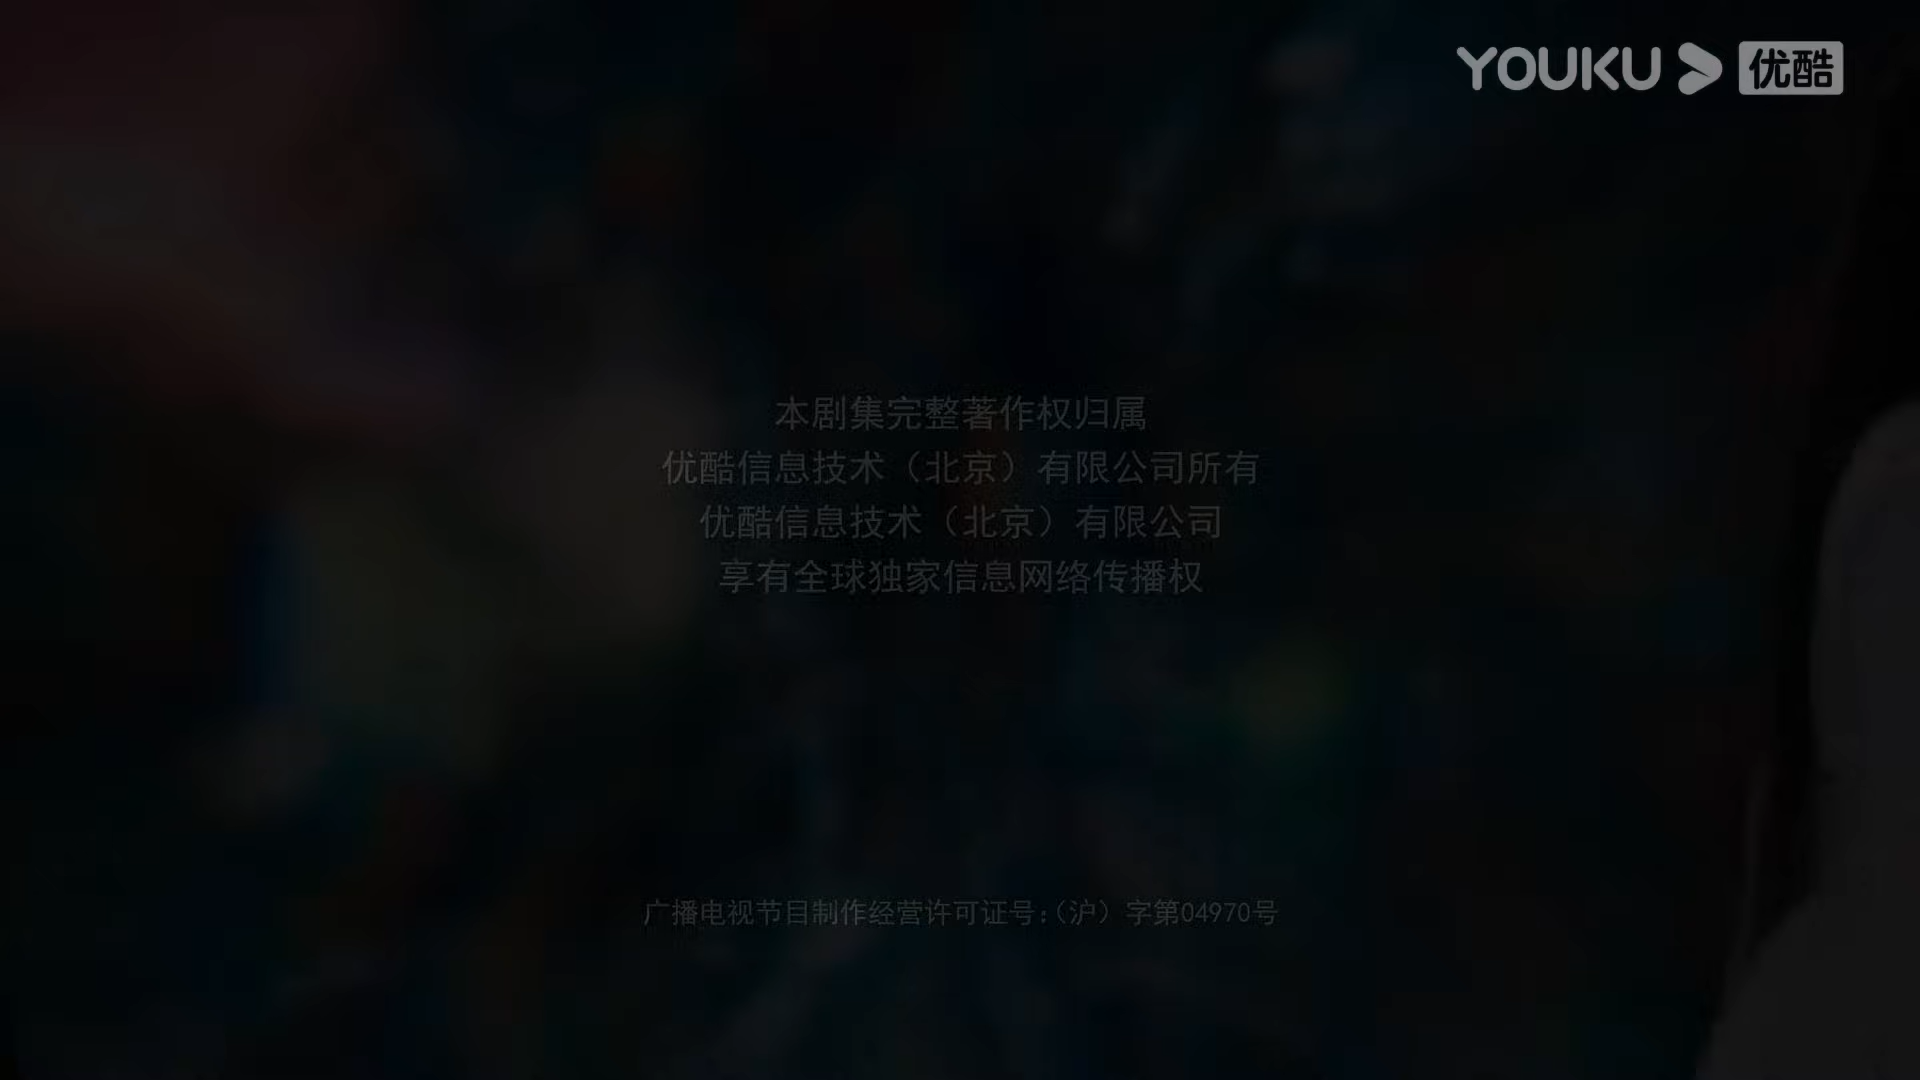 YOUKU 优酷
本剧集完整著作权归属
优酷信息技术（北京）有限公司所有
优酷信息技术（北京）有限公司
享有全球独家信息网络传播权
广播电视节目制作经营许可证号：（沪）字第04970号